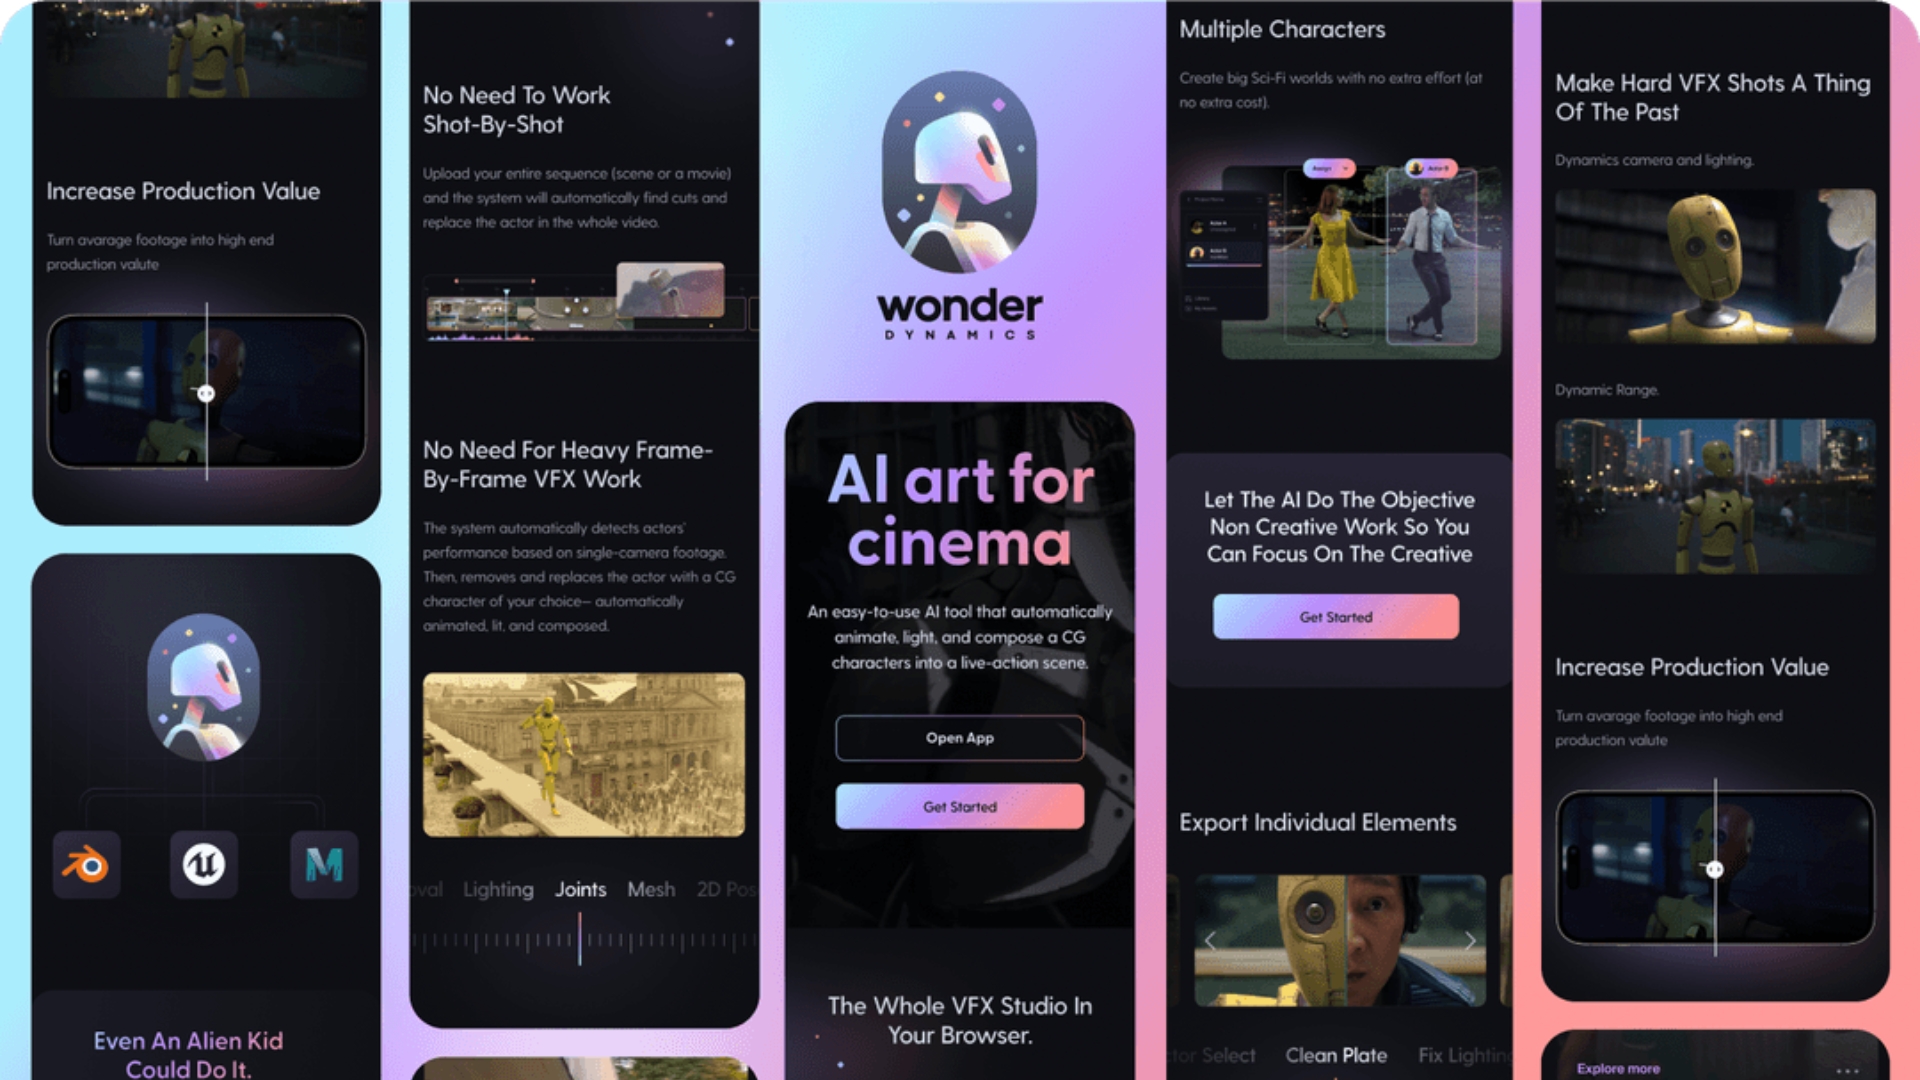 Increase Production Value
Turn avarage footage into high end
production valute
Even An Alien Kid
Could Do It.
No Need To Work
Shot-By-Shot
Upload your entire sequence (scene or a movie)
and the system will automatically find cuts and
replace the actor in the whole video.
No Need For Heavy Frame-
By-Frame VFX Work
The system automatically detects actors'
performance based on single-camera footage.
Then, removes and replaces the actor with a CG
character of your choice— automatically
animated, lit, and composed.
oval Lighting Joints Mesh 2D Pos
wonder
DYNAMICS
AI art for
cinema
An easy-to-use AI tool that automatically
animate, light, and compose a CG
characters into a live-action scene.
Open App
Get Started
The Whole VFX Studio In
Your Browser.
Multiple Characters
Create big Sci-Fi worlds with no extra effort (at
no extra cost).
Assign
Actor B
Actor A
Actor B
Let The AI Do The Objective
Non Creative Work So You
Can Focus On The Creative
Get Started
Export Individual Elements
tor Select Clean Plate Fix Lighting
Make Hard VFX Shots A Thing
Of The Past
Dynamics camera and lighting.
Dynamic Range.
Increase Production Value
Turn avarage footage into high end
production valute
Explore more